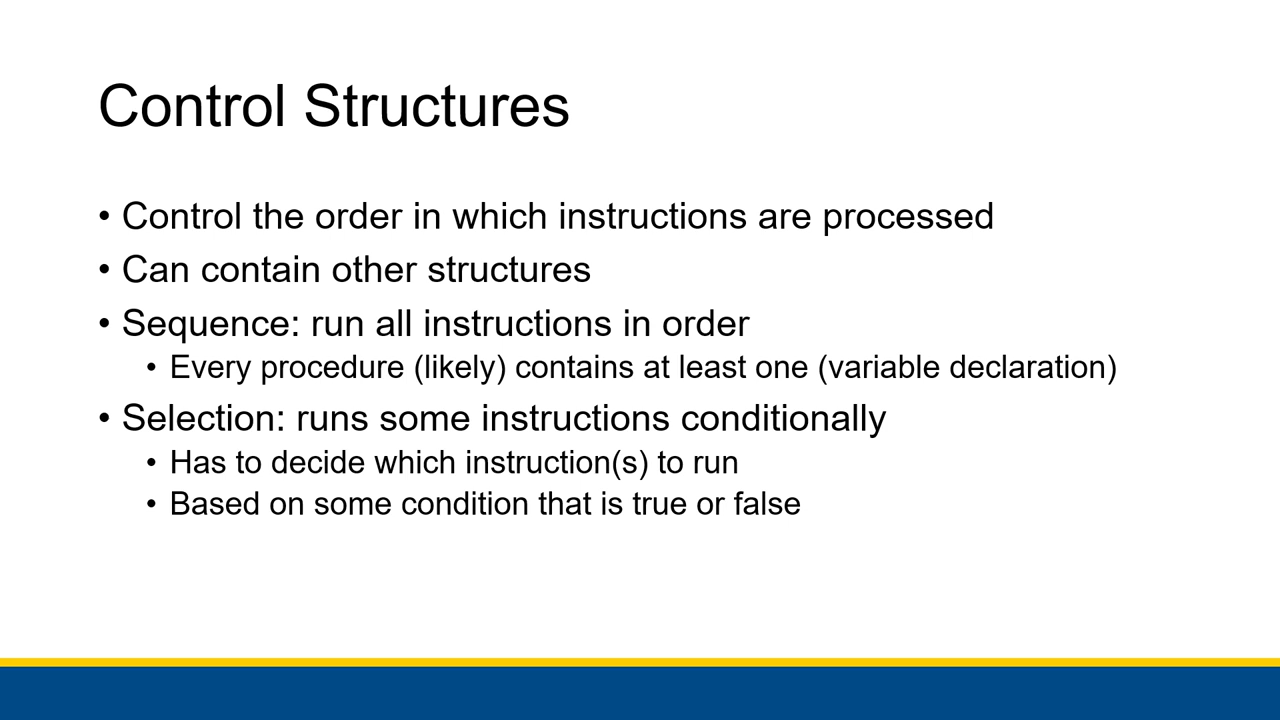 Control Structures
• Control the order in which instructions are processed
• Can contain other structures
• Sequence: run all instructions in order
• Every procedure (likely) contains at least one (variable declaration)
• Selection: runs some instructions conditionally
• Has to decide which instruction(s) to run
• Based on some condition that is true or false